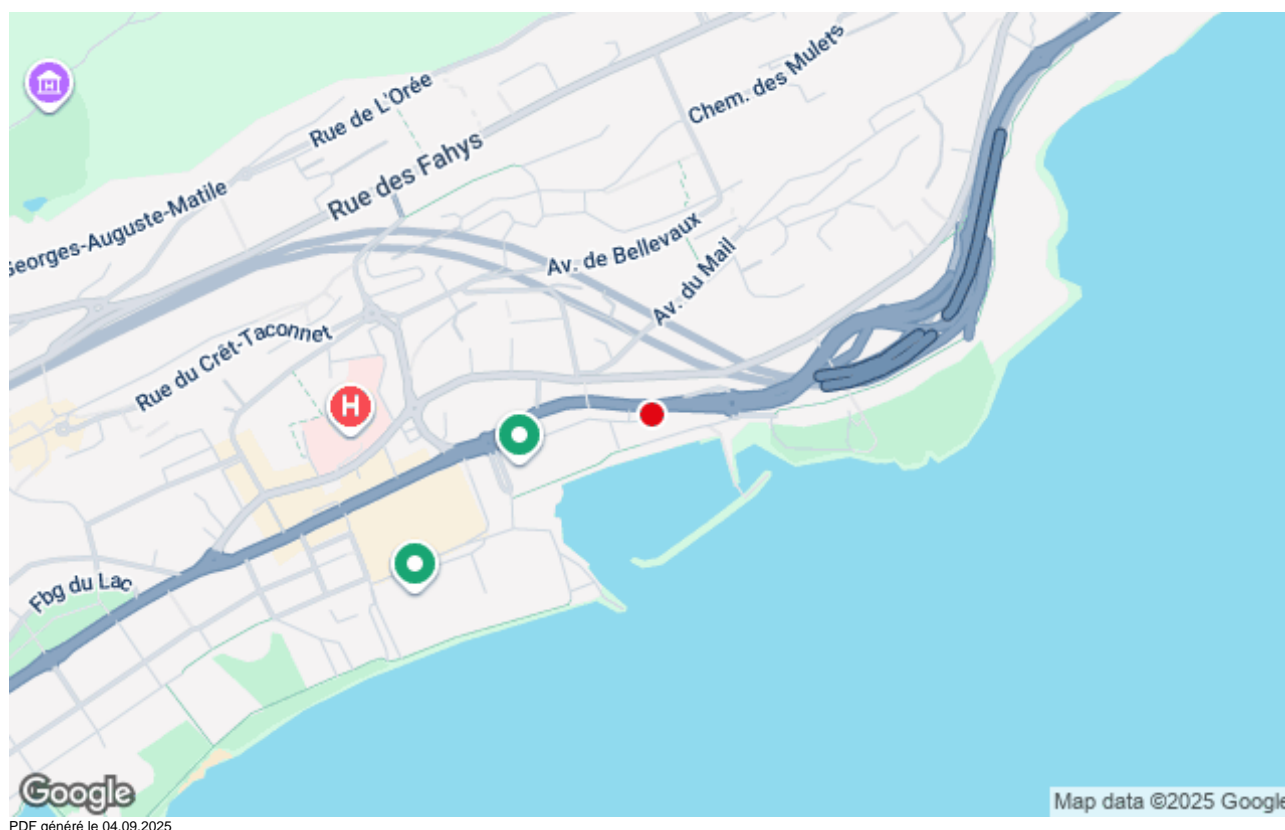 Chem. des Mulets
Rue de L'Orée
Rue des Fahys
Georges-Auguste-Matile
Av. de Bellevaux
Av. du Mail
Rue du Crêt-Taconnet
H
Fbg du Lac
Google
Map data ©2025 Google
PDF généré le 04.09.2025